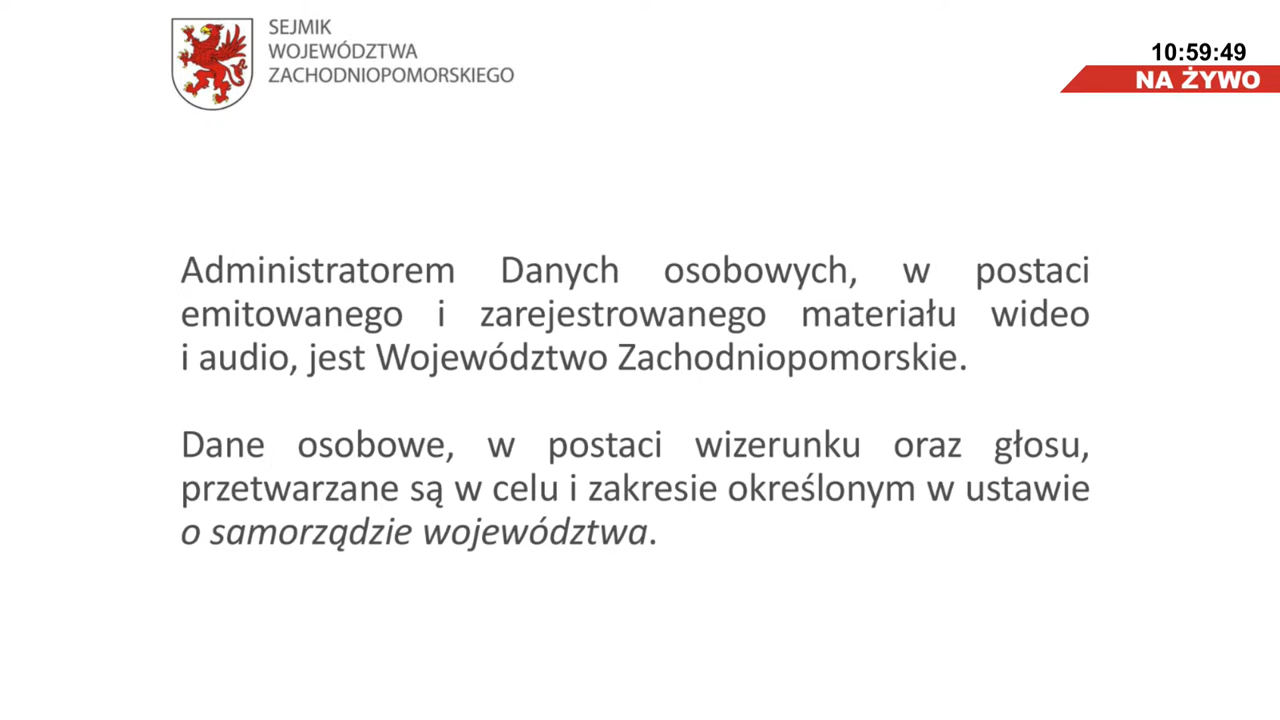 SEJMIK
WOJEWÓDZTWA
ZACHODNIOPOMORSKIEGO
10:59:49
NA ŻYWO
Administratorem Danych osobowych, w postaci
emitowanego i zarejestrowanego materiału wideo
i audio, jest Województwo Zachodniopomorskie.
Dane osobowe, w postaci wizerunku oraz głosu,
przetwarzane są w celu i zakresie określonym w ustawie
o samorządzie województwa.